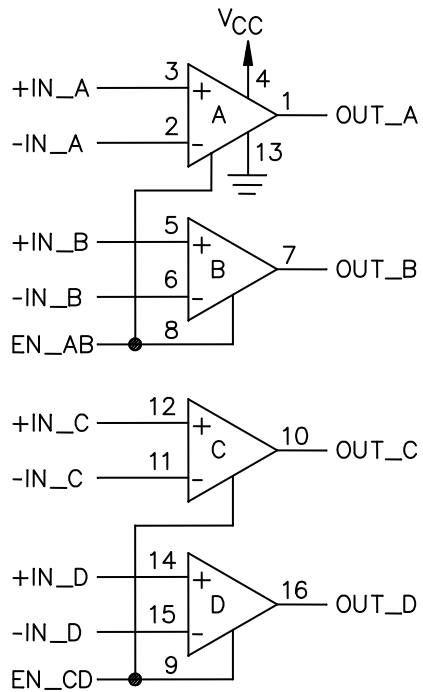 VCC
+IN_A 3 + 4
A 1 OUT_A
-IN_A 2 - 13
+IN_B 5 +
B 7 OUT_B
-IN_B 6 -
EN_AB 8
+IN_C 12 +
C 10 OUT_C
-IN_C 11 -
+IN_D 14 +
D 16 OUT_D
-IN_D 15 -
EN_CD 9